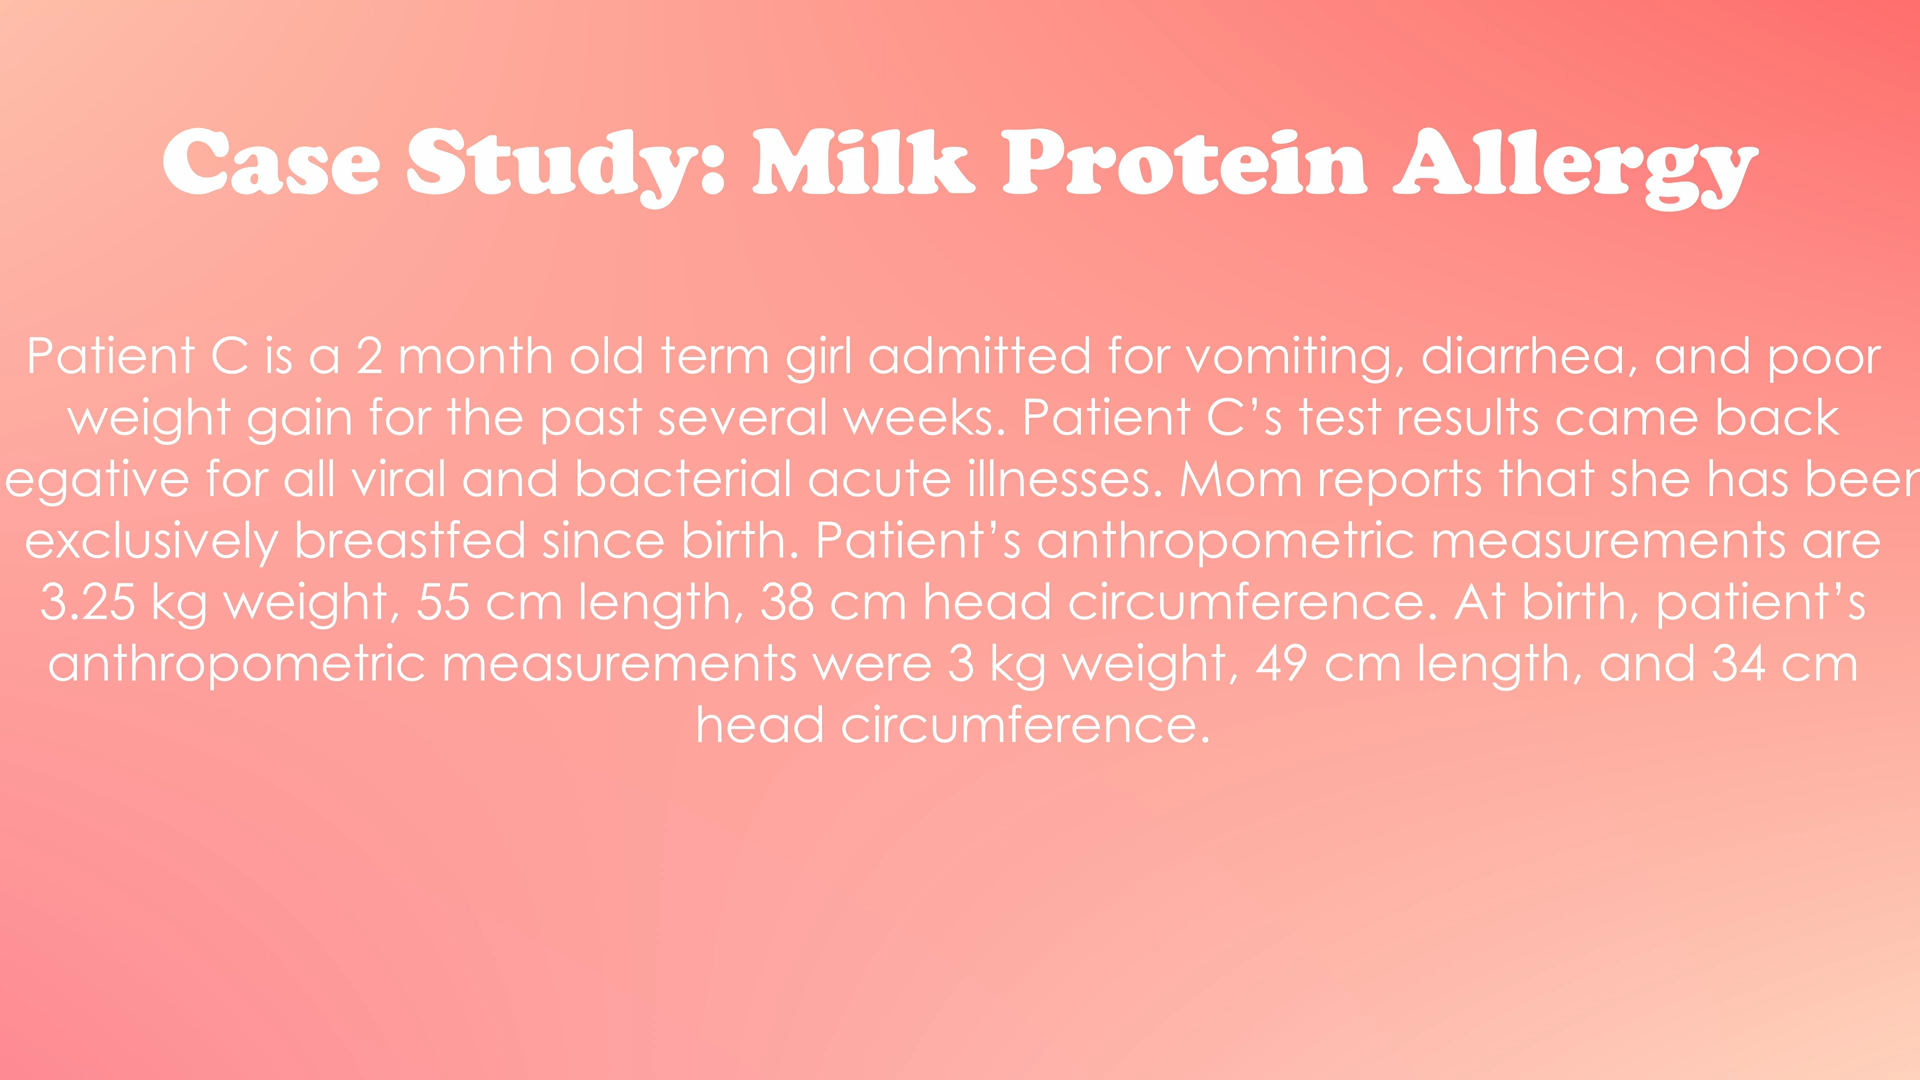 Case Study: Milk Protein Allergy
Patient C is a 2 month old term girl admitted for vomiting, diarrhea, and poor
weight gain for the past several weeks. Patient C’s test results came back
egative for all viral and bacterial acute illnesses. Mom reports that she has been
exclusively breastfed since birth. Patient’s anthropometric measurements are
3.25 kg weight, 55 cm length, 38 cm head circumference. At birth, patient’s
anthropometric measurements were 3 kg weight, 49 cm length, and 34 cm
head circumference.